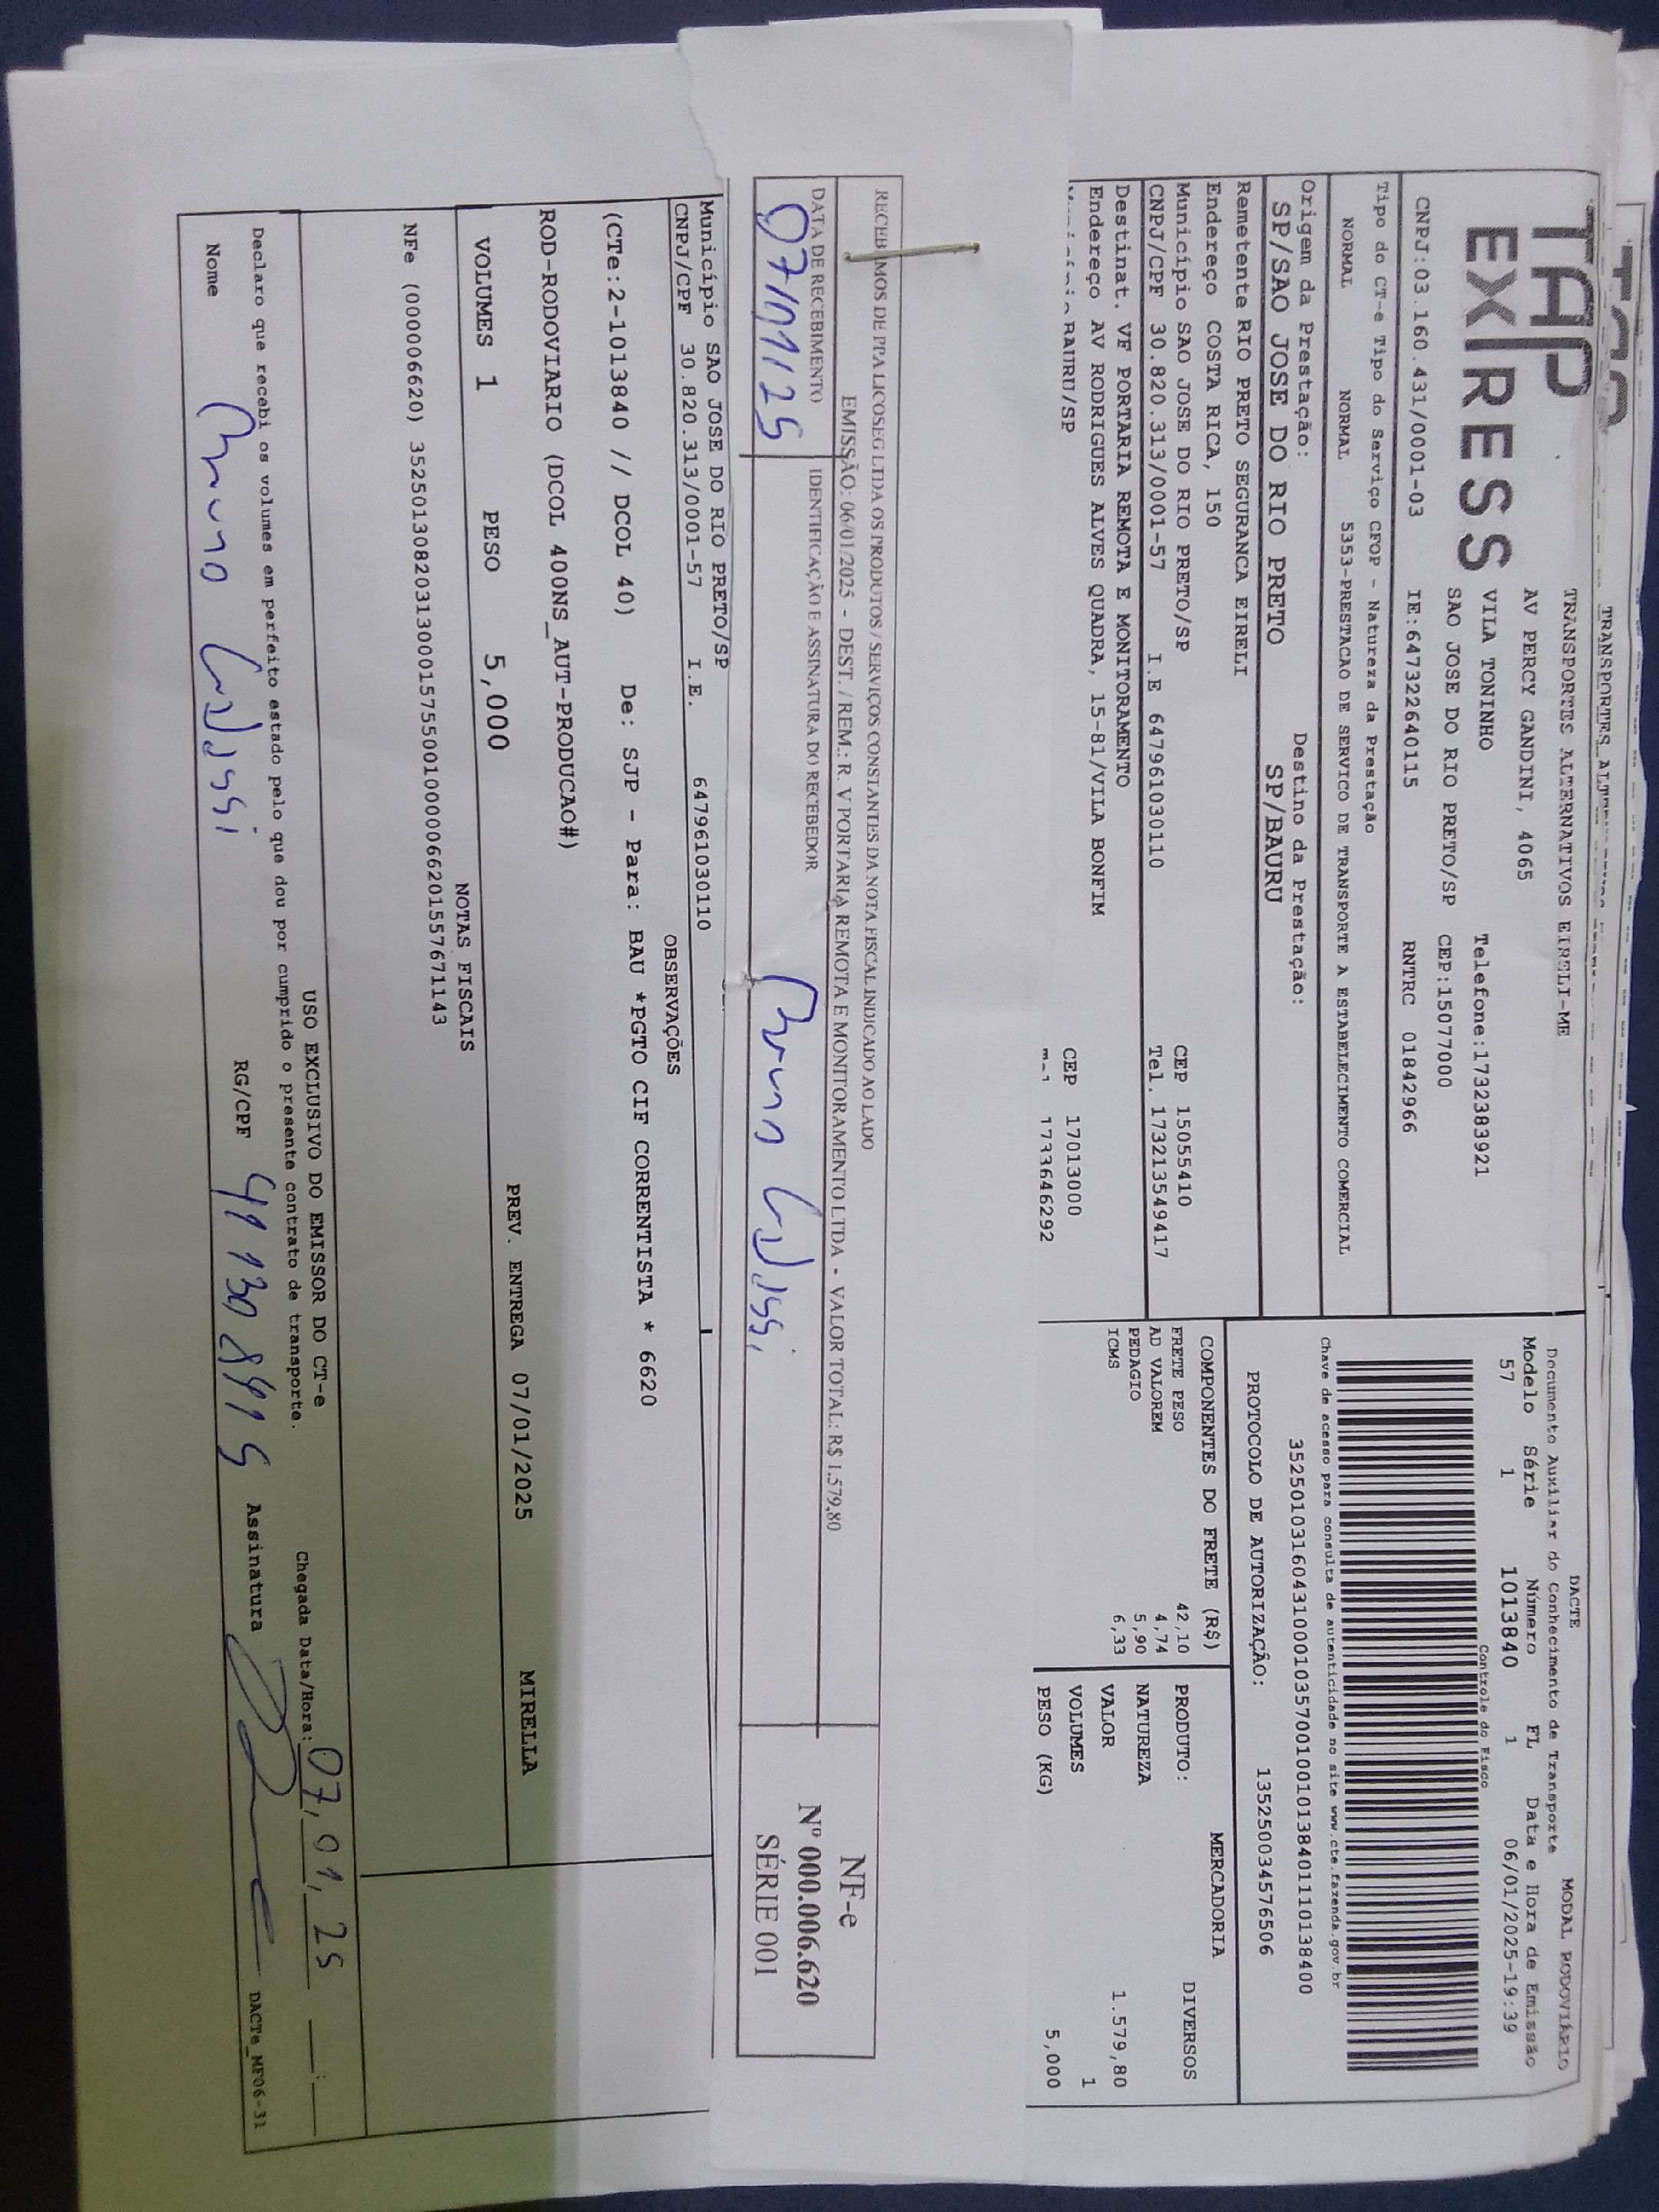 TRANSPORTES
TAP
EXPRESS
TRANSPORTES ALTERNATIVOS EIRELI-ME
AV PERCY GANDINI, 4065
VILA TONINHO Telefone:1732383921
SAO JOSE DO RIO PRETO/SP CEP:15077000
CNPJ:03.160.431/0001-03 IE:647322640115 RNTRC 01842966
Tipo do CT-e Tipo do Serviço CFOP - Natureza da Prestação
NORMAL NORMAL 5353-PRESTACAO DE SERVICO DE TRANSPORTE A ESTABELECIMENTO COMERCIAL
Origem da Prestação: Destino da Prestação:
SP/SAO JOSE DO RIO PRETO SP/BAURU
Remetente RIO PRETO SEGURANCA EIRELI
Endereço COSTA RICA, 150
Município SAO JOSE DO RIO PRETO/SP CEP 15055410
CNPJ/CPF 30.820.313/0001-57 I.E 647961030110 Tel. 173213549417
Destinat. VF PORTARIA REMOTA E MONITORAMENTO
Endereço AV RODRIGUES ALVES QUADRA, 15-81/VILA BONFIM
CEP 17013000
BAURU/SP 1733646292
DACTE MODAL RODOVIÁRIO
Documento Auxiliar do Conhecimento de Transporte
Modelo Série Número FL Data e Hora de Emissão
57 1 1013840 1 06/01/2025-19:39
Controle do Fisco
Chave de acesso para consulta de autenticidade no site www.cte.fazenda.gov.br
35250103160431000103570010010138401110138400
PROTOCOLO DE AUTORIZAÇÃO: 135250034576506
COMPONENTES DO FRETE (R$)
FRETE PESO 42,10
AD VALOREM 4,74
PEDAGIO 5,90
ICMS 6,33
MERCADORIA
PRODUTO: DIVERSOS
NATUREZA
VALOR 1.579,80
VOLUMES 1
PESO (KG) 5,000
RECEBEMOS DE PPA LICOSEG LTDA OS PRODUTOS / SERVIÇOS CONSTANTES DA NOTA FISCAL INDICADO AO LADO
EMISSÃO: 06/01/2025 - DEST. / REM.: R. V PORTARIA REMOTA E MONITORAMENTO LTDA - VALOR TOTAL: R$ 1.579,80
DATA DE RECEBIMENTO IDENTIFICAÇÃO E ASSINATURA DO RECEBEDOR
07/01/25 Bruno
NF-e
Nº 000.006.620
SÉRIE 001
Município SAO JOSE DO RIO PRETO/SP
CNPJ/CPF 30.820.313/0001-57 I.E. 647961030110
OBSERVAÇÕES
(CTe:2-1013840 // DCOL 40) De: SJP - Para: BAU *PGTO CIF CORRENTISTA * 6620
ROD-RODOVIARIO (DCOL 400NS_AUT-PRODUCAO#)
PREV. ENTREGA 07/01/2025 MIRELLA
VOLUMES 1 PESO 5,000
NOTAS FISCAIS
NFe (000006620) 35250130820313000157550010000066201557671143
USO EXCLUSIVO DO EMISSOR DO CT-e
Declaro que recebi os volumes em perfeito estado pelo que dou por cumprido o presente contrato de transporte.
Chegada Data/Hora: 07, 01, 25 __:__
Nome Bruno RG/CPF Assinatura
DACTe_MF06-31